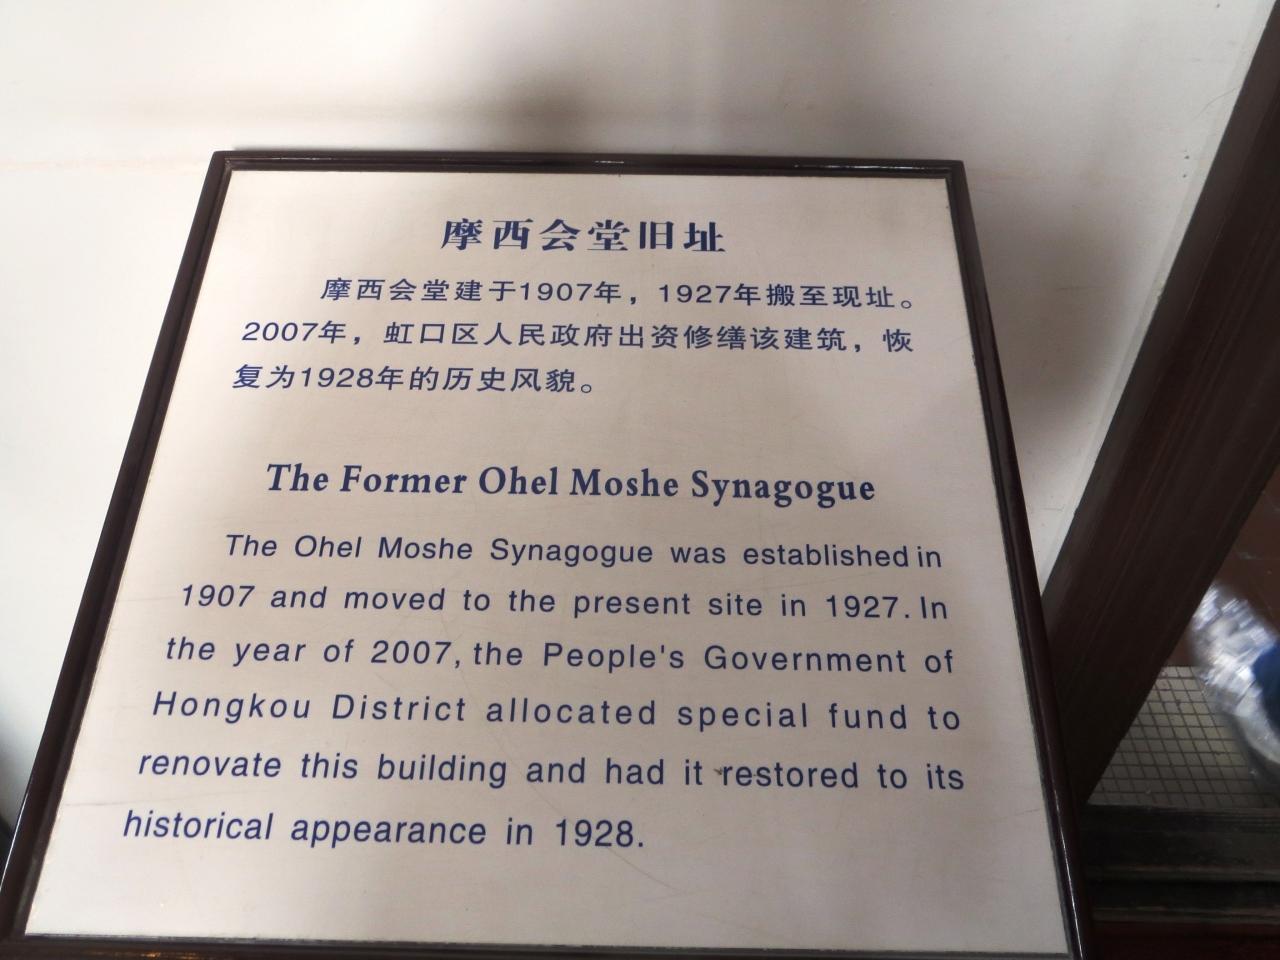 摩西会堂旧址
摩西会堂建于1907年，1927年搬至现址。
2007年，虹口区人民政府出资修缮该建筑，恢
复为1928年的历史风貌。
The Former Ohel Moshe Synagogue
The Ohel Moshe Synagogue was established in
1907 and moved to the present site in 1927. In
the year of 2007, the People's Government of
Hongkou District allocated special fund to
renovate this building and had it restored to its
historical appearance in 1928.